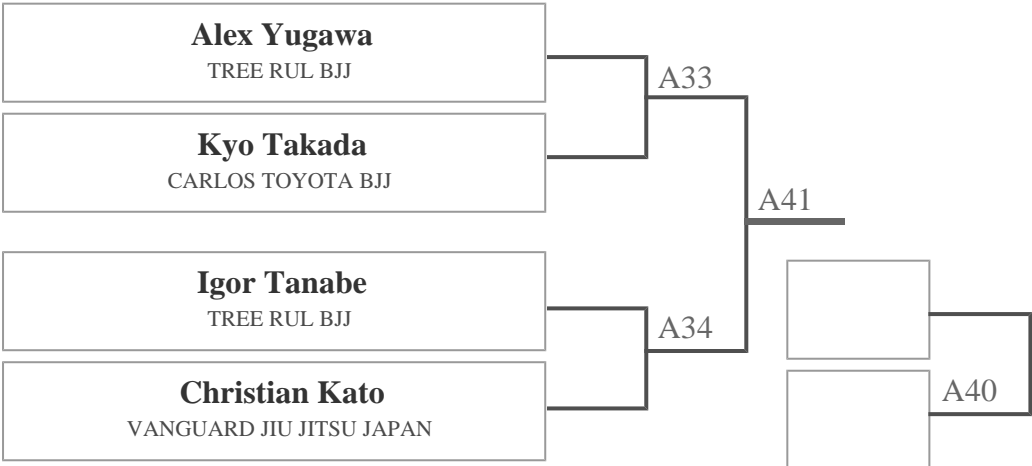 Alex Yugawa
TREE RUL BJJ
A33
Kyo Takada
CARLOS TOYOTA BJJ
A41
Igor Tanabe
TREE RUL BJJ
A34
Christian Kato
VANGUARD JIU JITSU JAPAN
A40